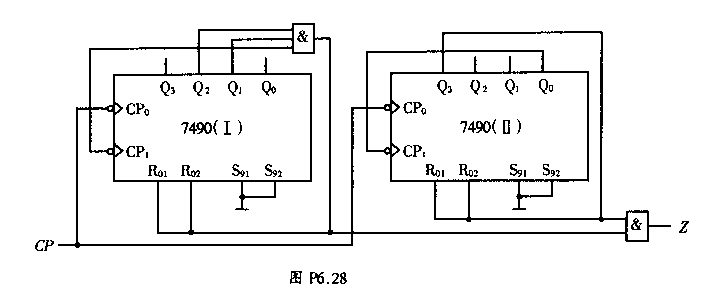 &
Q₃ Q₂ Q₁ Q₀
CP₀
7490(Ⅰ)
CP₁
R₀₁ R₀₂ S₉₁ S₉₂
Q₃ Q₂ Q₁ Q₀
CP₀
7490(Ⅱ)
CP₁
R₀₁ R₀₂ S₉₁ S₉₂
& Z
CP
图 P6.28